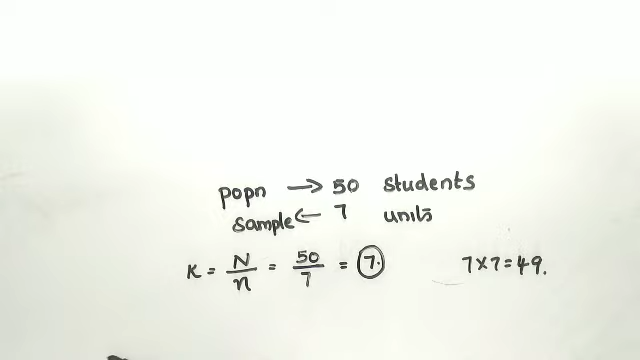 popn → 50 students
sample ← 7 units
K = N/n = 50/7 = 7.
7 x 7 = 49.